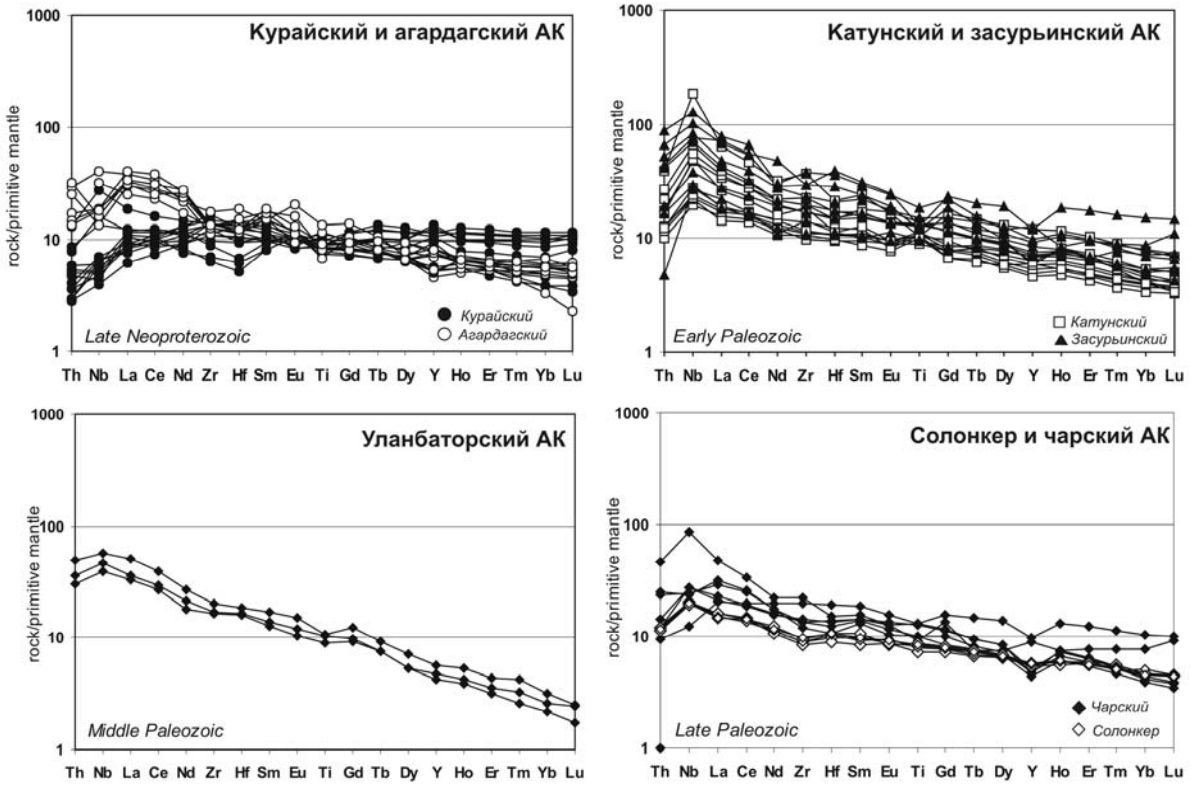 Курайский и агардагский АК
1000
100
10
1
rock/primitive mantle
Late Neoproterozoic
Курайский
Агардагский
Th Nb La Ce Nd Zr Hf Sm Eu Ti Gd Tb Dy Y Ho Er Tm Yb Lu
Катунский и засурьинский АК
1000
100
10
1
rock/primitive mantle
Early Paleozoic
Катунский
Засурьинский
Th Nb La Ce Nd Zr Hf Sm Eu Ti Gd Tb Dy Y Ho Er Tm Yb Lu
Уланбаторский АК
1000
100
10
1
rock/primitive mantle
Middle Paleozoic
Th Nb La Ce Nd Zr Hf Sm Eu Ti Gd Tb Dy Y Ho Er Tm Yb Lu
Солонкер и чарский АК
1000
100
10
1
rock/primitive mantle
Late Paleozoic
Чарский
Солонкер
Th Nb La Ce Nd Zr Hf Sm Eu Ti Gd Tb Dy Y Ho Er Tm Yb Lu